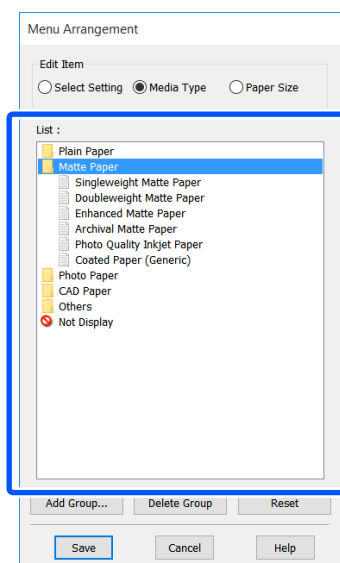 Menu Arrangement
Edit Item
Select Setting Media Type Paper Size
List :
Plain Paper
Matte Paper
Singleweight Matte Paper
Doubleweight Matte Paper
Enhanced Matte Paper
Archival Matte Paper
Photo Quality Inkjet Paper
Coated Paper (Generic)
Photo Paper
CAD Paper
Others
Not Display
Add Group... Delete Group Reset
Save Cancel Help